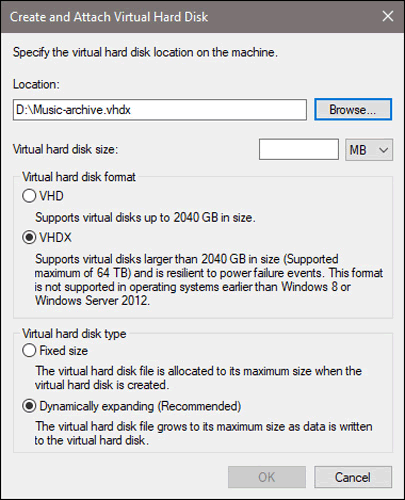 Create and Attach Virtual Hard Disk
Specify the virtual hard disk location on the machine.
Location:
D:\Music-archive.vhdx
Browse...
Virtual hard disk size:
MB
Virtual hard disk format
VHD
Supports virtual disks up to 2040 GB in size.
VHDX
Supports virtual disks larger than 2040 GB in size (Supported
maximum of 64 TB) and is resilient to power failure events. This format
is not supported in operating systems earlier than Windows 8 or
Windows Server 2012.
Virtual hard disk type
Fixed size
The virtual hard disk file is allocated to its maximum size when the
virtual hard disk is created.
Dynamically expanding (Recommended)
The virtual hard disk file grows to its maximum size as data is written
to the virtual hard disk.
OK
Cancel